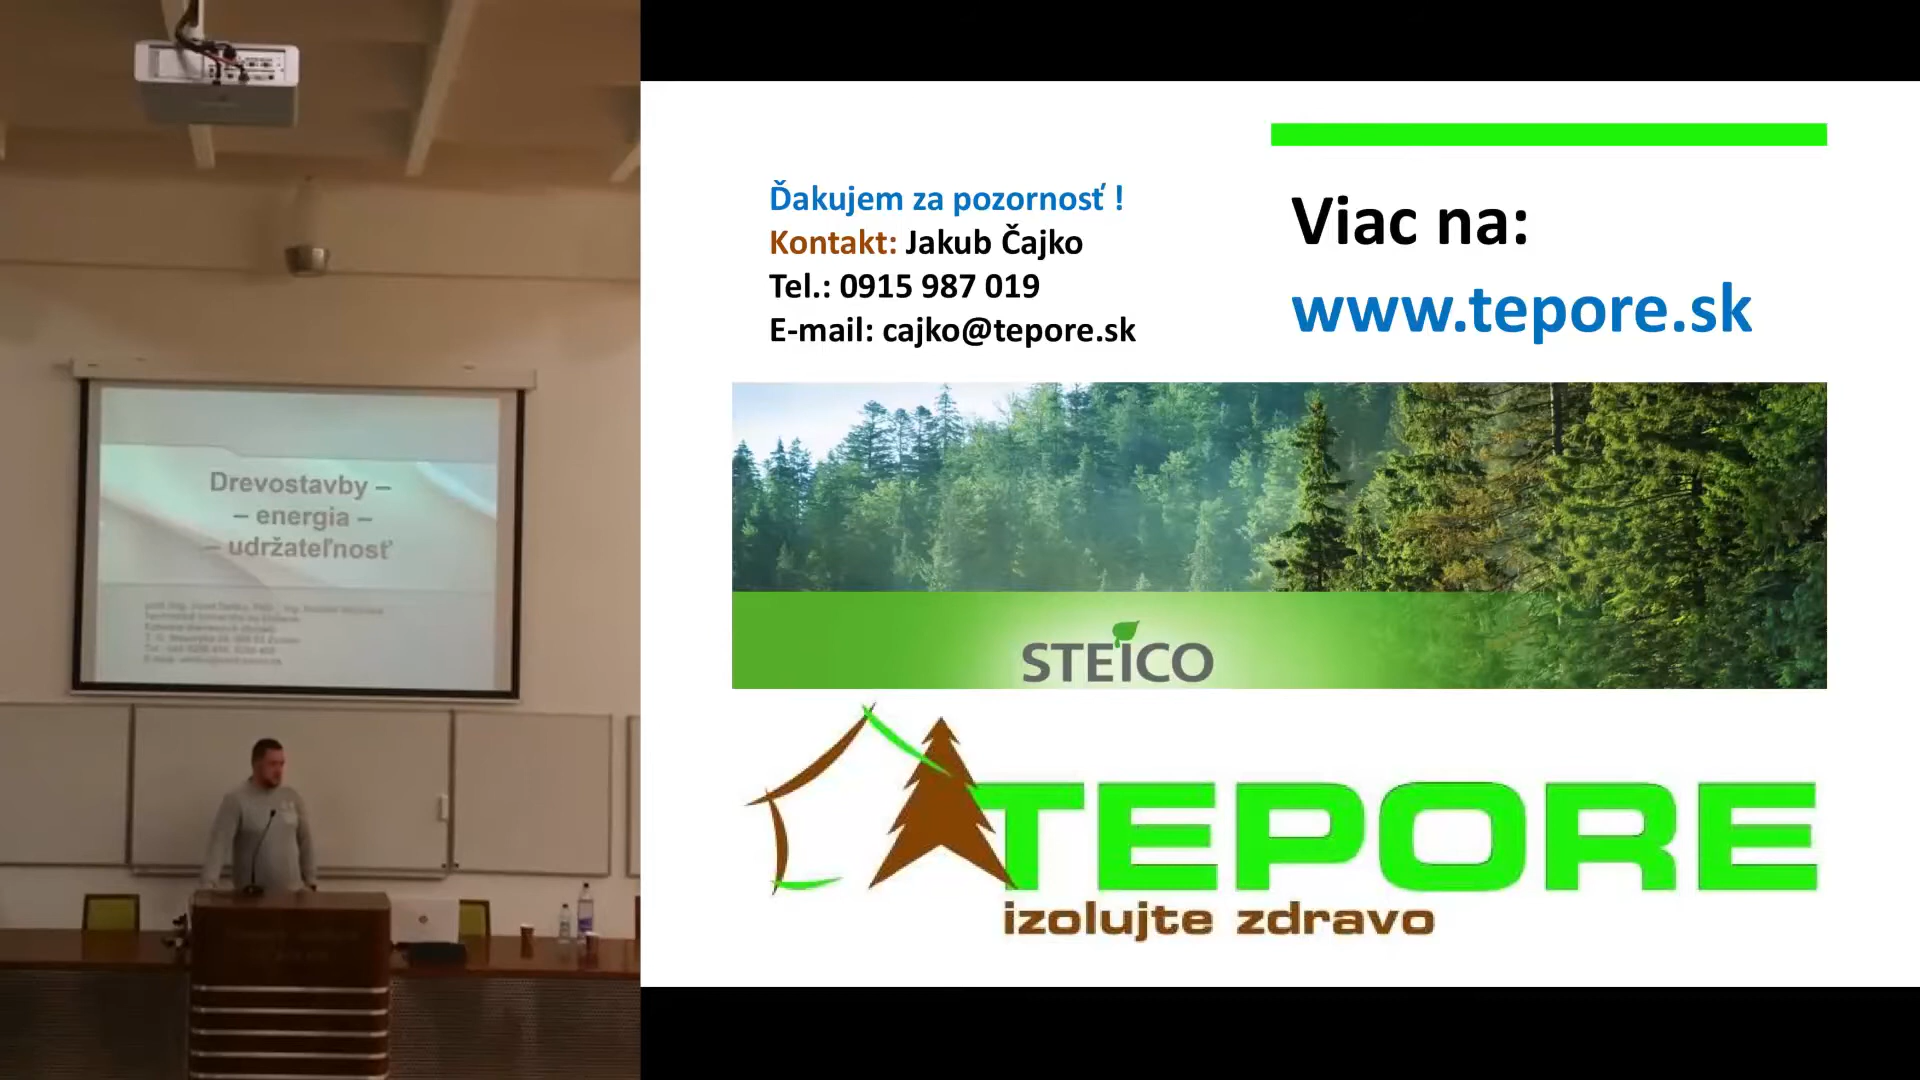 Drevostavby –
– energia –
– udržateľnosť
Ďakujem za pozornosť !
Kontakt: Jakub Čajko
Tel.: 0915 987 019
E-mail: cajko@tepore.sk
Viac na:
www.tepore.sk
STEICO
TEPORE
izolujte zdravo